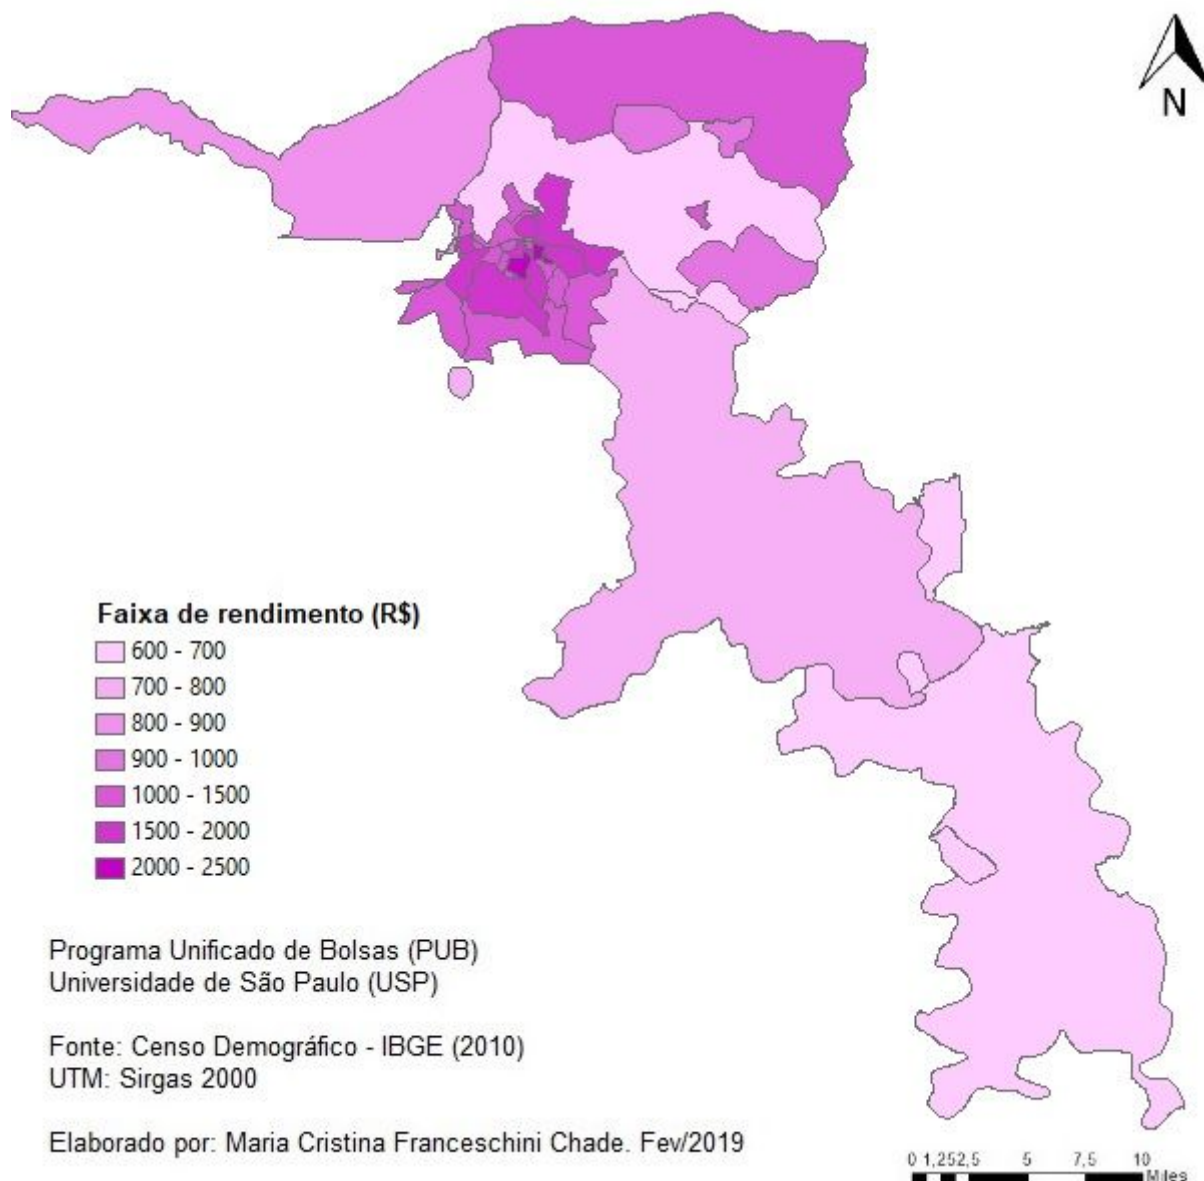 N
Faixa de rendimento (R$)
600 - 700
700 - 800
800 - 900
900 - 1000
1000 - 1500
1500 - 2000
2000 - 2500
Programa Unificado de Bolsas (PUB)
Universidade de São Paulo (USP)
Fonte: Censo Demográfico - IBGE (2010)
UTM: Sirgas 2000
Elaborado por: Maria Cristina Franceschini Chade. Fev/2019
0 1,252,5 5 7,5 10
Miles